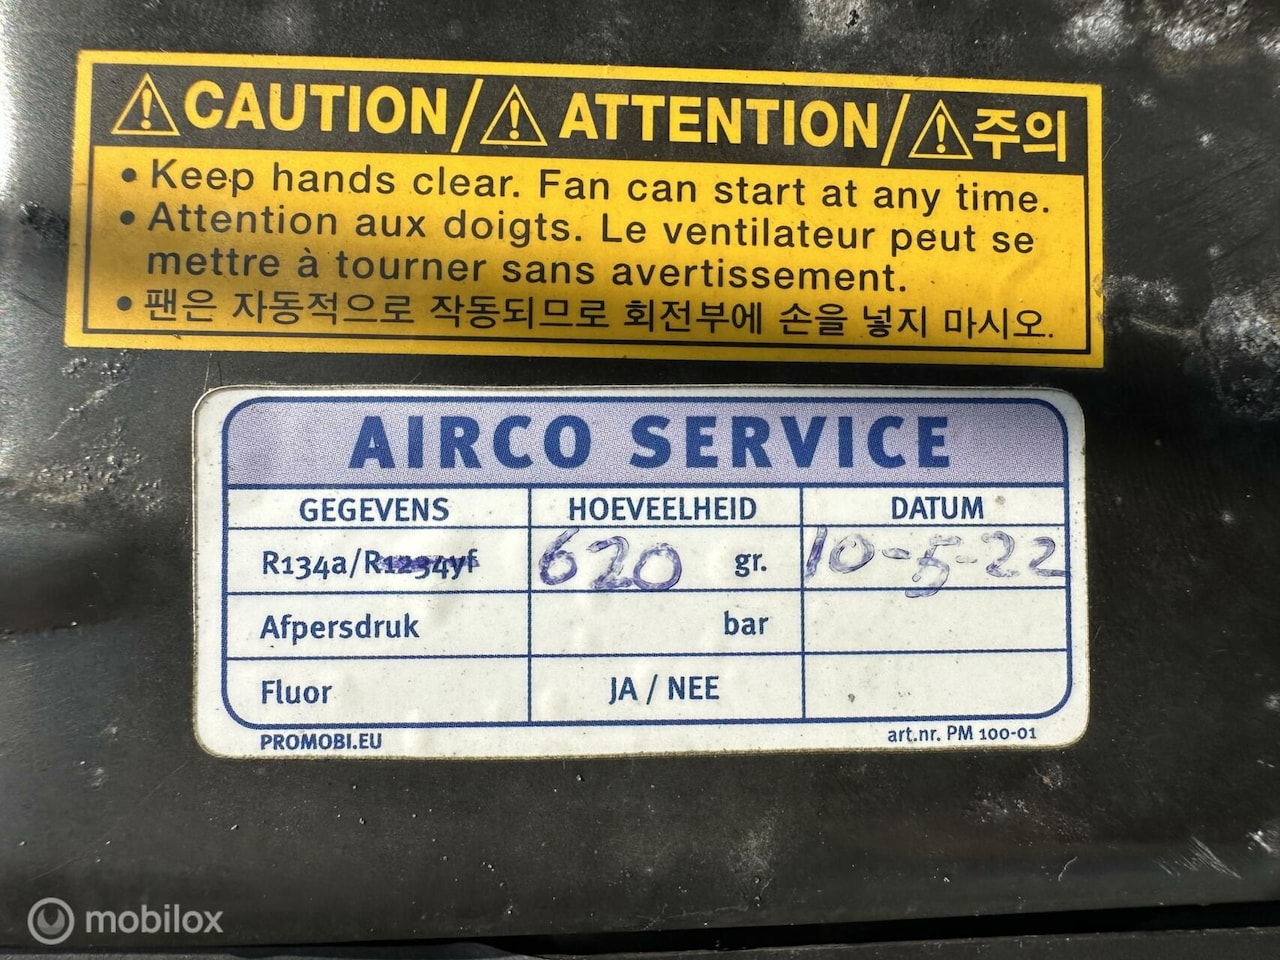 ⚠CAUTION/⚠ATTENTION/⚠주의
• Keep hands clear. Fan can start at any time.
• Attention aux doigts. Le ventilateur peut se
mettre à tourner sans avertissement.
• 팬은 자동적으로 작동되므로 회전부에 손을 넣지 마시오.
AIRCO SERVICE
GEGEVENS HOEVEELHEID DATUM
R134a/R1234yf 620 gr. 10-5-22
Afpersdruk bar
Fluor JA / NEE
PROMOBI.EU art.nr. PM 100-01
mobilox